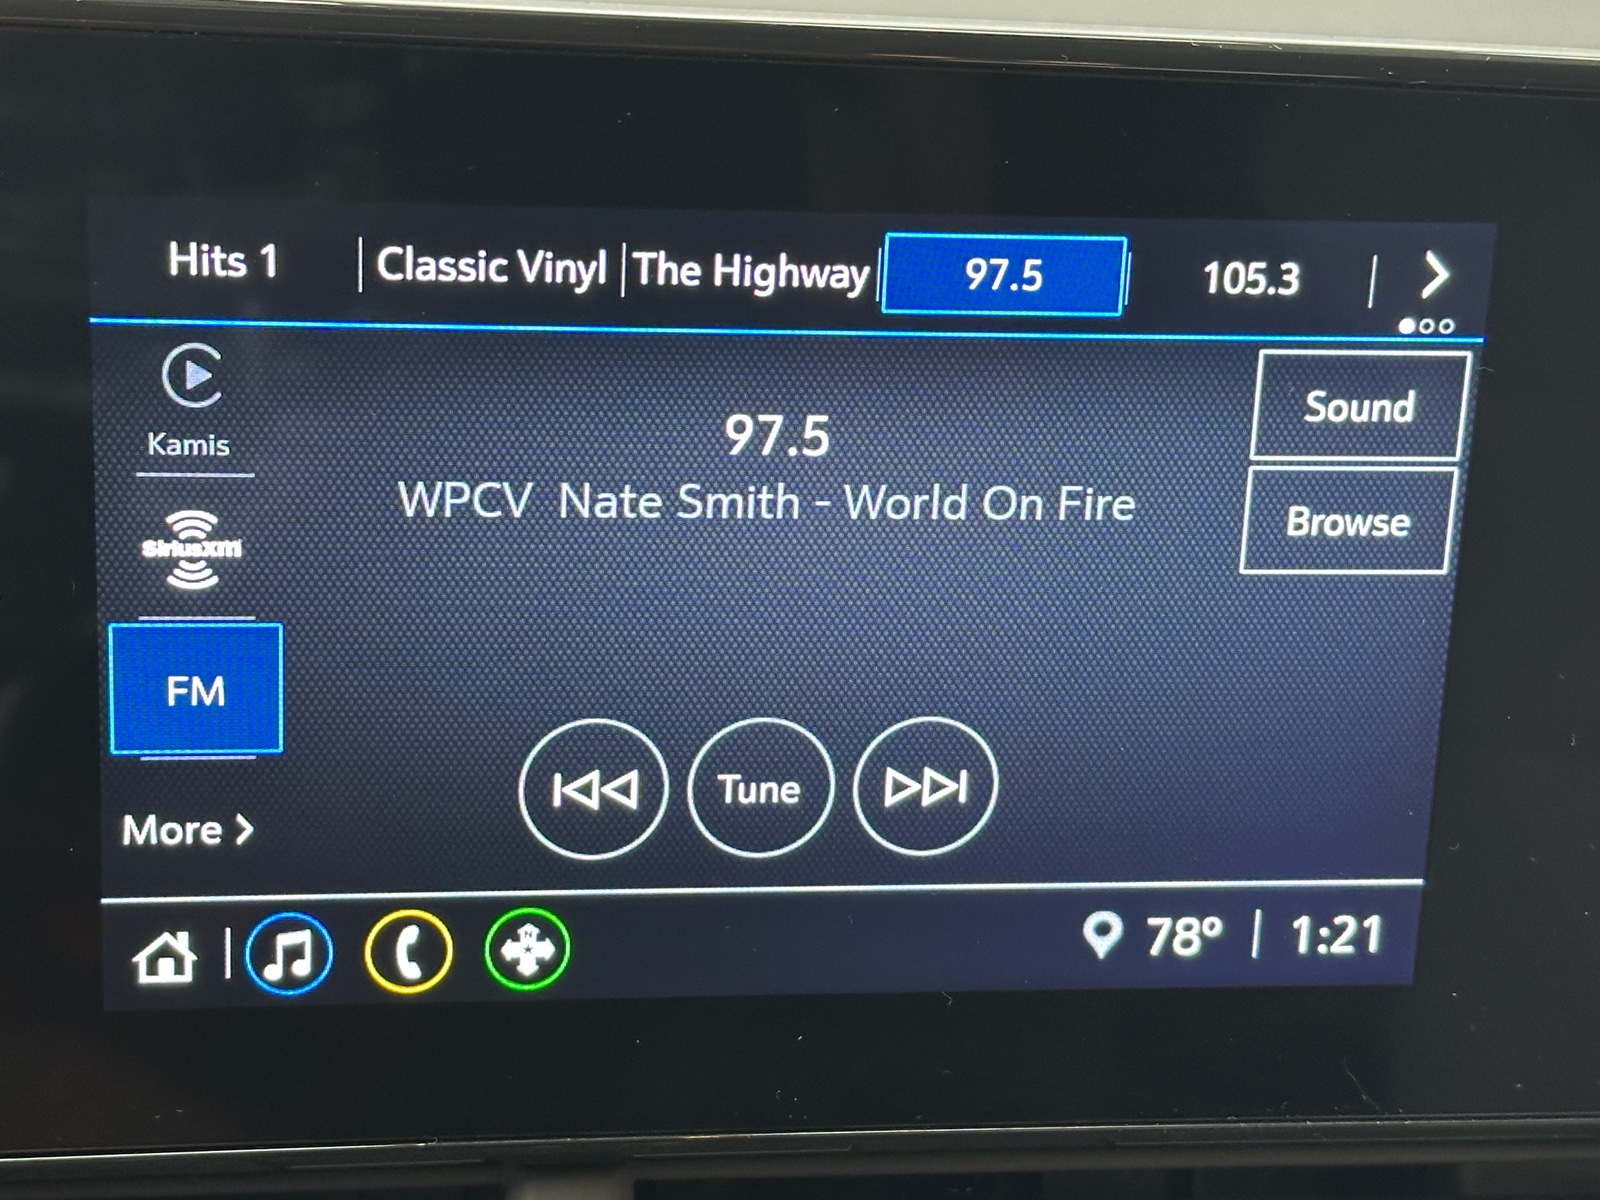 Hits 1 | Classic Vinyl | The Highway 97.5 105.3 |
Kamis
Sound
97.5
WPCV Nate Smith - World On Fire
Browse
SiriusXM
FM
Tune
More >
N
78° | 1:21